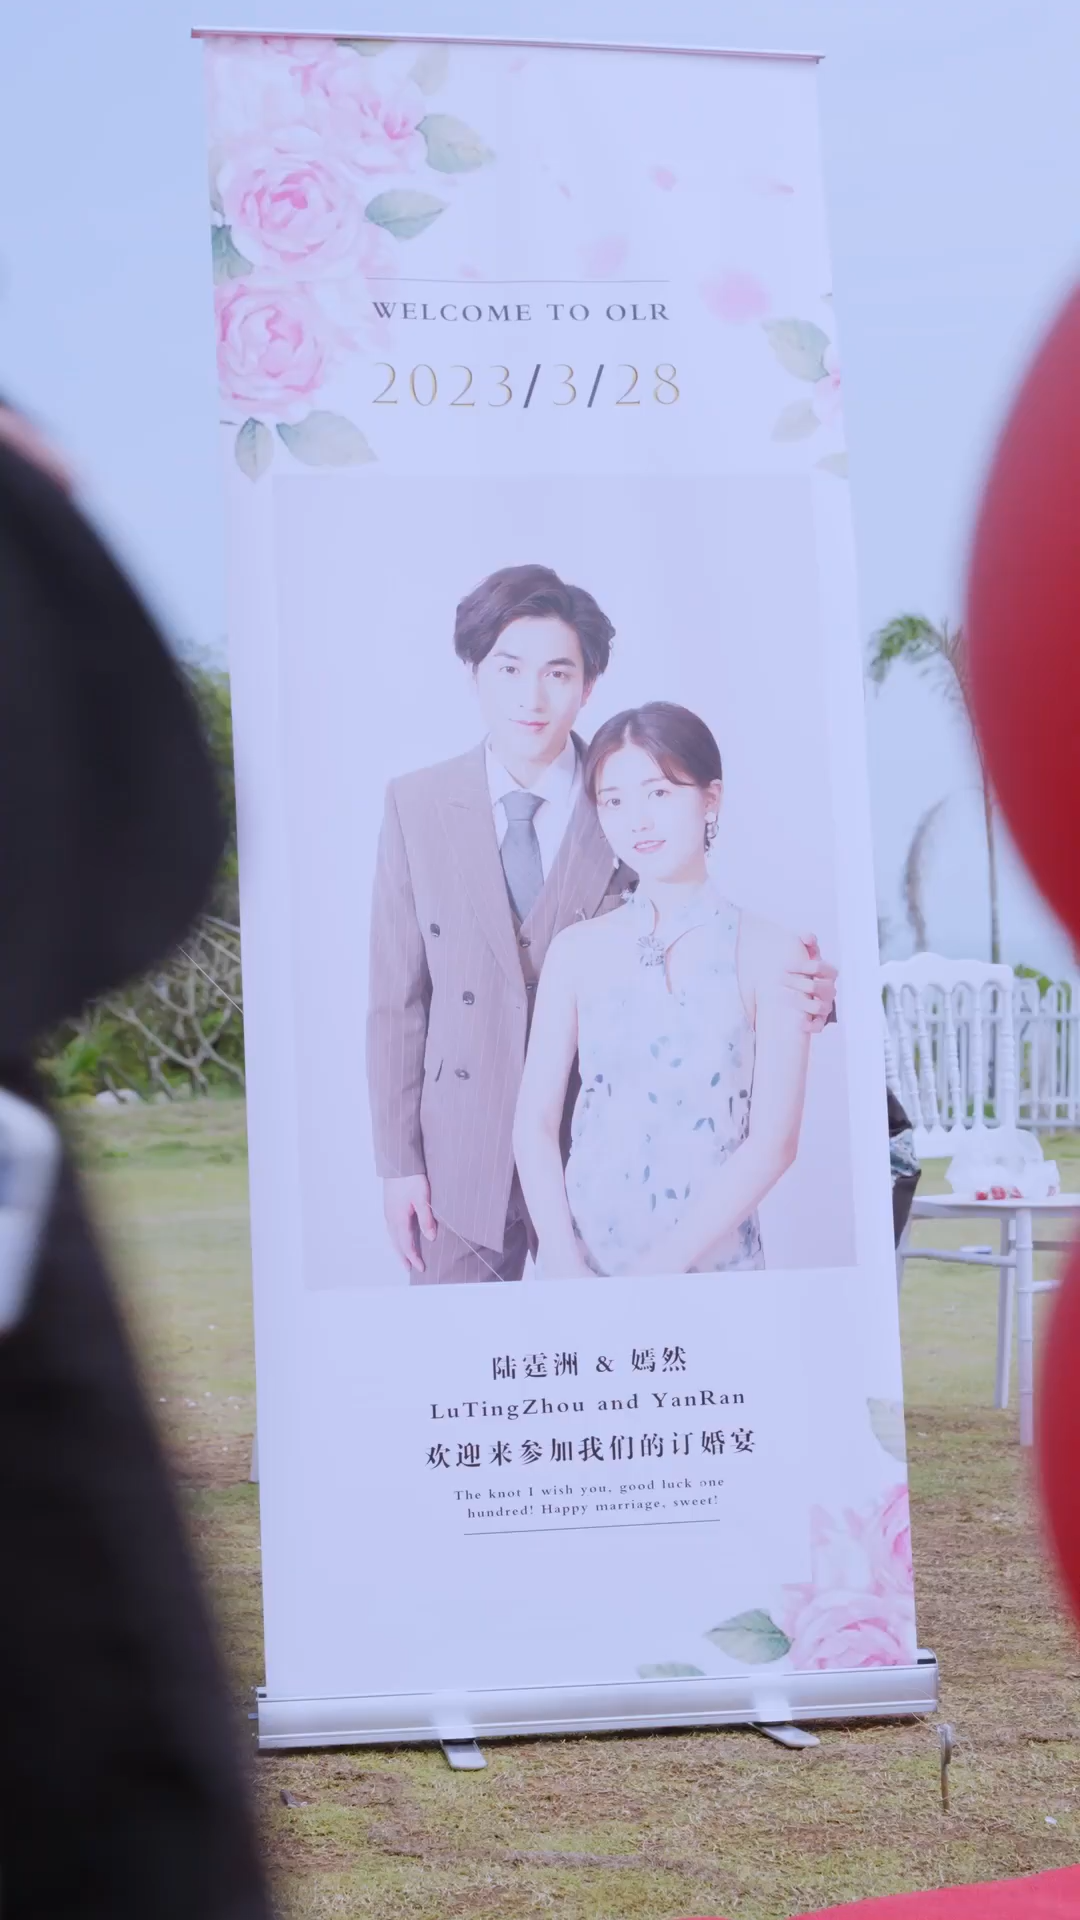 WELCOME TO OLR
2023/3/28
陆霆洲 & 嫣然
LuTingZhou and YanRan
欢迎来参加我们的订婚宴
The knot I wish you, good luck one
hundred! Happy marriage, sweet!